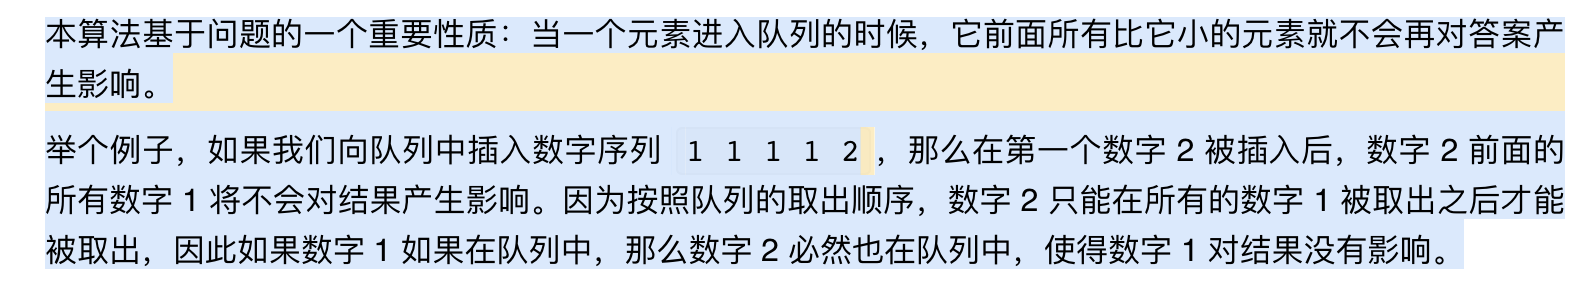 本算法基于问题的一个重要性质：当一个元素进入队列的时候，它前面所有比它小的元素就不会再对答案产
生影响。
举个例子，如果我们向队列中插入数字序列 1 1 1 1 2，那么在第一个数字 2 被插入后，数字 2 前面的
所有数字 1 将不会对结果产生影响。因为按照队列的取出顺序，数字 2 只能在所有的数字 1 被取出之后才能
被取出，因此如果数字 1 如果在队列中，那么数字 2 必然也在队列中，使得数字 1 对结果没有影响。